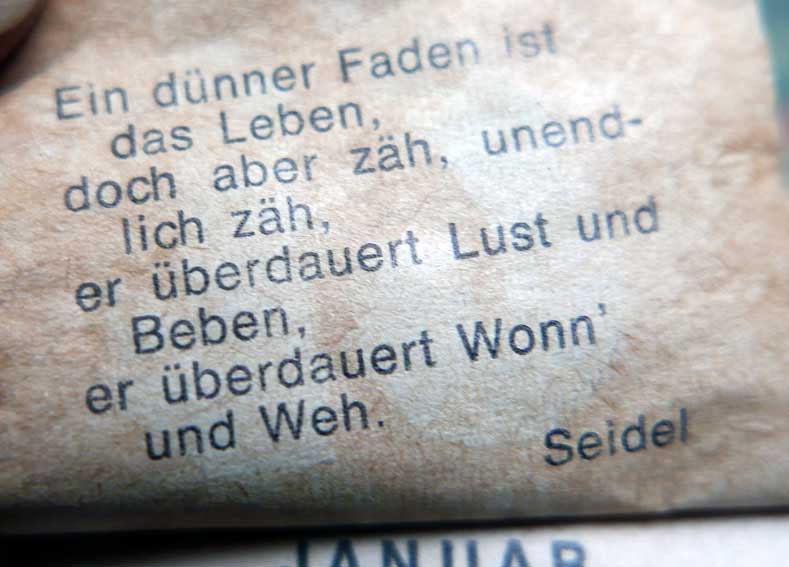 Ein dünner Faden ist
das Leben,
doch aber zäh, unend-
lich zäh,
er überdauert Lust und
Beben,
er überdauert Wonn'
und Weh.
Seidel
JANUAR